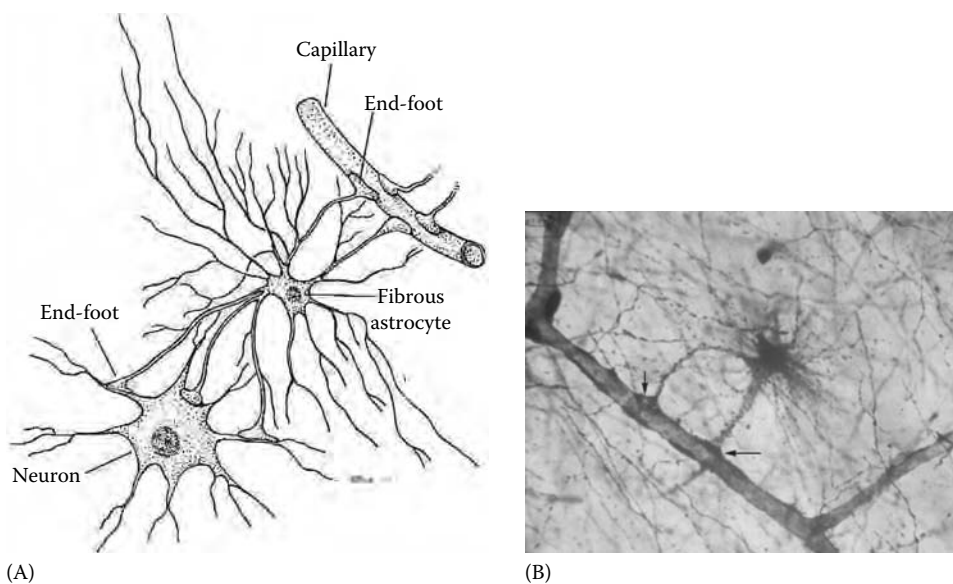 Capillary
End-foot
Fibrous
astrocyte
End-foot
Neuron
(A)
(B)